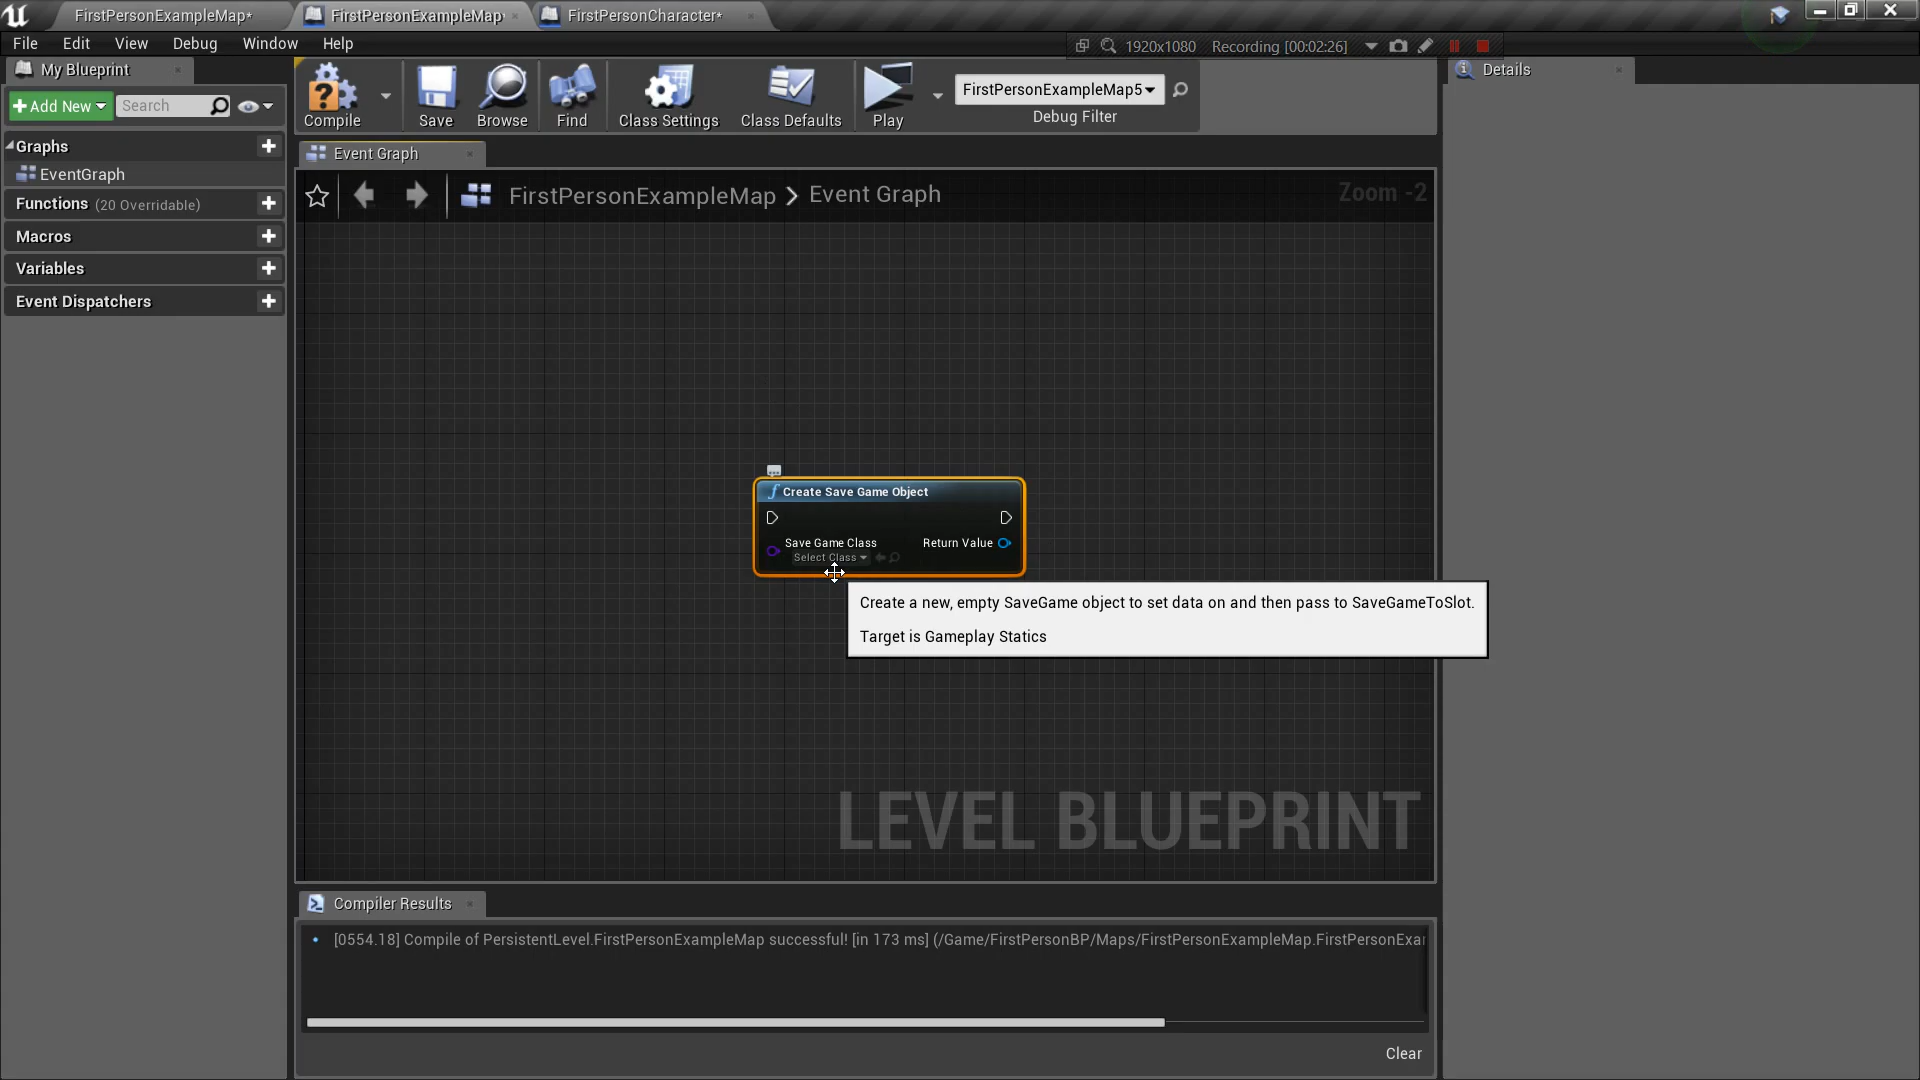 FirstPersonExampleMap*
FirstPersonExampleMap
FirstPersonCharacter*
File Edit View Debug Window Help
1920x1080 Recording [00:02:26]
My Blueprint
Details
Add New
Search
Compile
Save
Browse
Find
Class Settings
Class Defaults
Play
FirstPersonExampleMap5
Debug Filter
Graphs
EventGraph
Functions (20 Overridable)
Macros
Variables
Event Dispatchers
Event Graph
FirstPersonExampleMap > Event Graph
Zoom -2
f Create Save Game Object
Save Game Class
Select Class
Return Value
Create a new, empty SaveGame object to set data on and then pass to SaveGameToSlot.
Target is Gameplay Statics
LEVEL BLUEPRINT
Compiler Results
[0554.18] Compile of PersistentLevel.FirstPersonExampleMap successful! [in 173 ms] (/Game/FirstPersonBP/Maps/FirstPersonExampleMap.FirstPersonExa
Clear